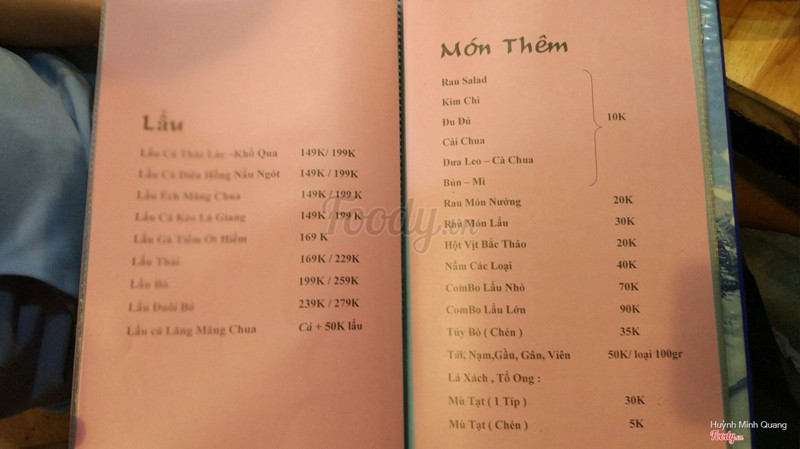 Lẩu
Lẩu Cá Thác Lác –Khổ Qua 149K/ 199K
Lẩu Cá Diêu Hồng Nấu Ngót 149K/ 199K
Lẩu Ếch Măng Chua 149K/ 199 K
Lẩu Cá Kèo Lá Giang 149K/ 199 K
Lẩu Gà Tiềm Ớt Hiểm 169 K
Lẩu Thái 169K/ 229K
Lẩu Bò 199K/ 259K
Lẩu Đuôi Bò 239K/ 279K
Lẩu cá Lăng Măng Chua Cá + 50K lẩu
Món Thêm
Rau Salad
Kim Chi
Đu Đủ 10K
Cải Chua
Dưa Leo – Cà Chua
Bún – Mì
Rau Món Nướng 20K
Rau Món Lẩu 30K
Hột Vịt Bắc Thảo 20K
Nấm Các Loại 40K
ComBo Lẩu Nhỏ 70K
ComBo Lẩu Lớn 90K
Tủy Bò ( Chén ) 35K
Tái, Nạm,Gầu, Gân, Viên 50K/ loại 100gr
Lá Xách , Tổ Ong :
Mù Tạt ( 1 Tip ) 30K
Mù Tạt ( Chén ) 5K
Foody.vn
Huỳnh Minh Quang
Foody.vn